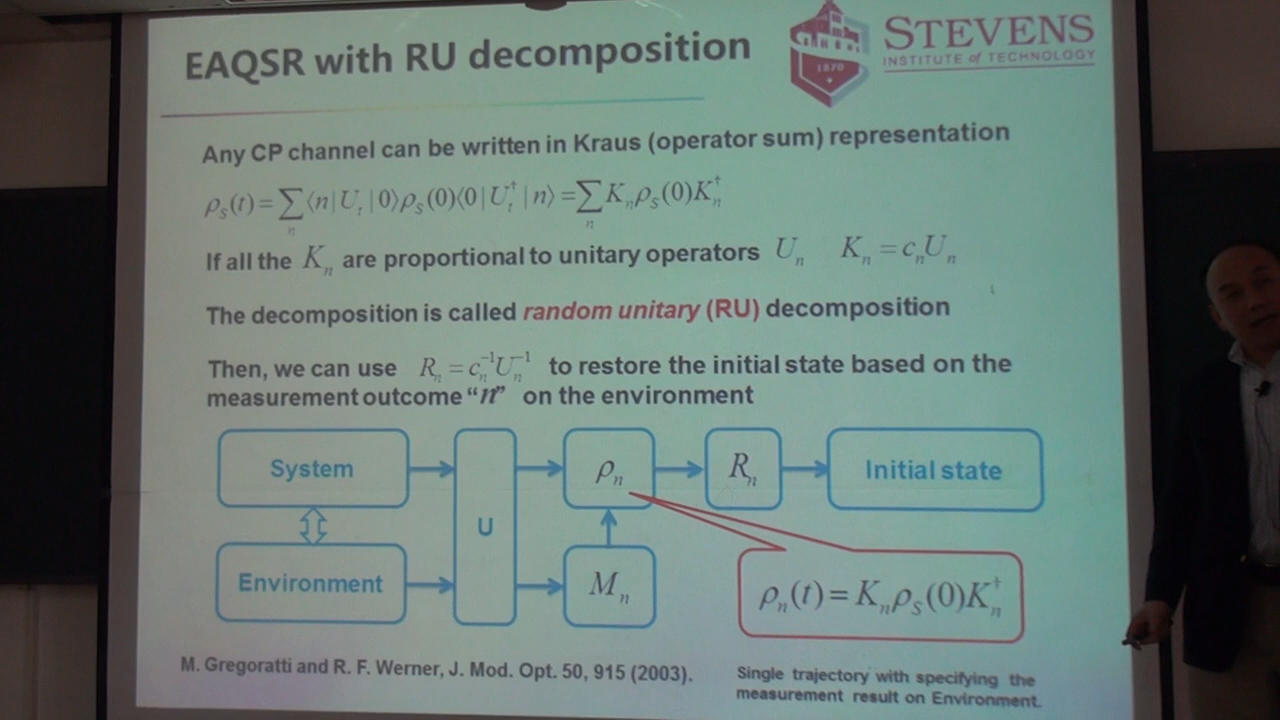 EAQSR with RU decomposition
STEVENS
INSTITUTE of TECHNOLOGY
1870
Any CP channel can be written in Kraus (operator sum) representation
ρ_S(t) = ∑_n ⟨n|U_t|0⟩ρ_S(0)⟨0|U_t^†|n⟩ = ∑_n K_n ρ_S(0) K_n^†
If all the K_n are proportional to unitary operators U_n K_n = c_n U_n
The decomposition is called random unitary (RU) decomposition
Then, we can use R_n = c_n^{-1} U_n^{-1} to restore the initial state based on the
measurement outcome “n” on the environment
System
U
ρ_n
R_n
Initial state
Environment
M_n
ρ_n(t) = K_n ρ_S(0) K_n^†
M. Gregoratti and R. F. Werner, J. Mod. Opt. 50, 915 (2003).
Single trajectory with specifying the
measurement result on Environment.